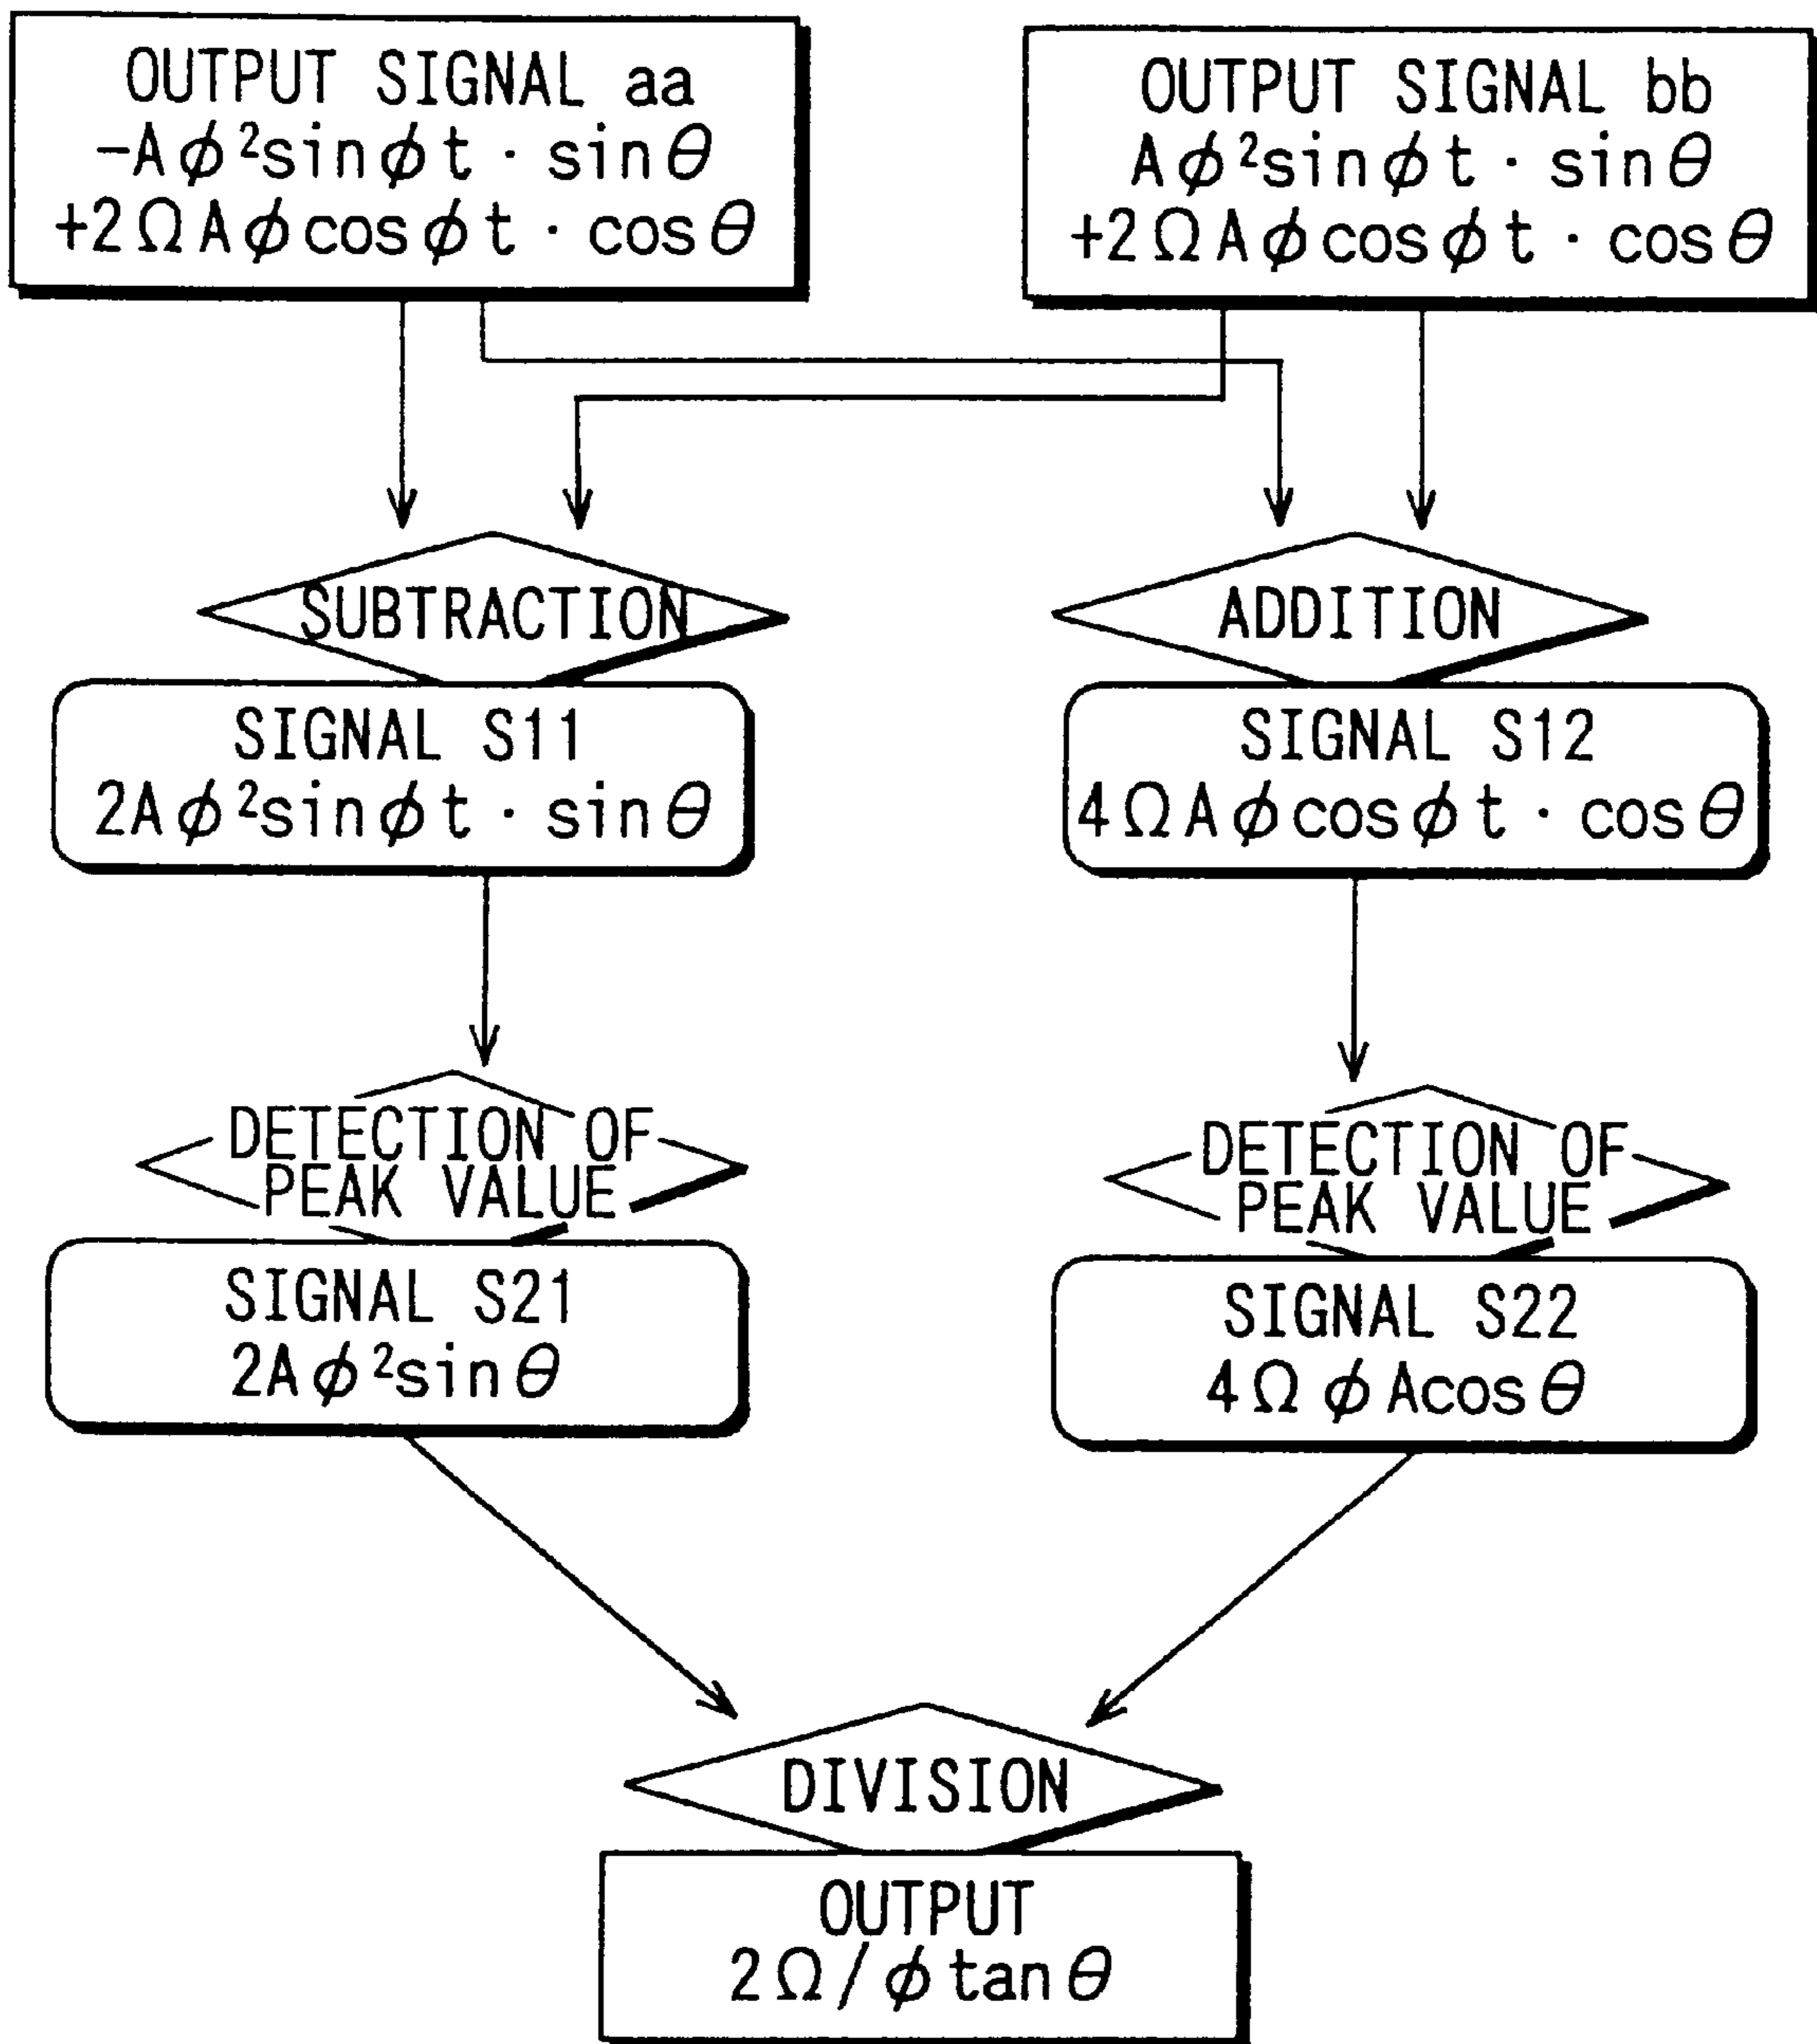 OUTPUT SIGNAL aa
−Aϕ²sinϕt · sinθ
+2ΩAϕcosϕt · cosθ
OUTPUT SIGNAL bb
Aϕ²sinϕt · sinθ
+2ΩAϕcosϕt · cosθ
SUBTRACTION
ADDITION
SIGNAL S11
2Aϕ²sinϕt · sinθ
SIGNAL S12
4ΩAϕcosϕt · cosθ
DETECTION OF
PEAK VALUE
DETECTION OF
PEAK VALUE
SIGNAL S21
2Aϕ²sinθ
SIGNAL S22
4ΩϕAcosθ
DIVISION
OUTPUT
2Ω/ϕtanθ